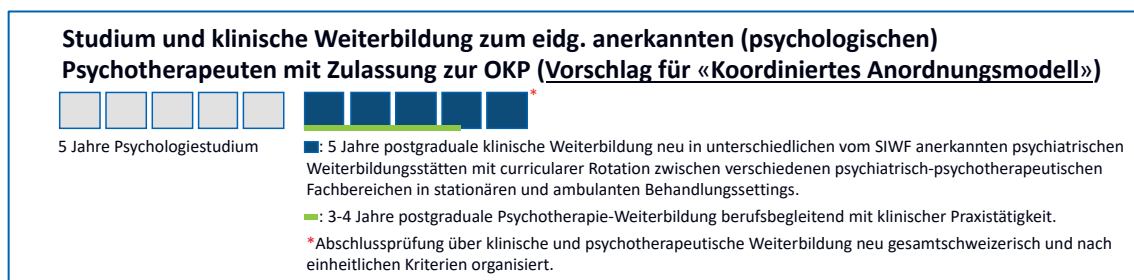 Studium und klinische Weiterbildung zum eidg. anerkannten (psychologischen)
Psychotherapeuten mit Zulassung zur OKP (Vorschlag für «Koordiniertes Anordnungsmodell»)
*
5 Jahre Psychologiestudium
: 5 Jahre postgraduale klinische Weiterbildung neu in unterschiedlichen vom SIWF anerkannten psychiatrischen
Weiterbildungsstätten mit curricularer Rotation zwischen verschiedenen psychiatrisch-psychotherapeutischen
Fachbereichen in stationären und ambulanten Behandlungssettings.
: 3-4 Jahre postgraduale Psychotherapie-Weiterbildung berufsbegleitend mit klinischer Praxistätigkeit.
*Abschlussprüfung über klinische und psychotherapeutische Weiterbildung neu gesamtschweizerisch und nach
einheitlichen Kriterien organisiert.